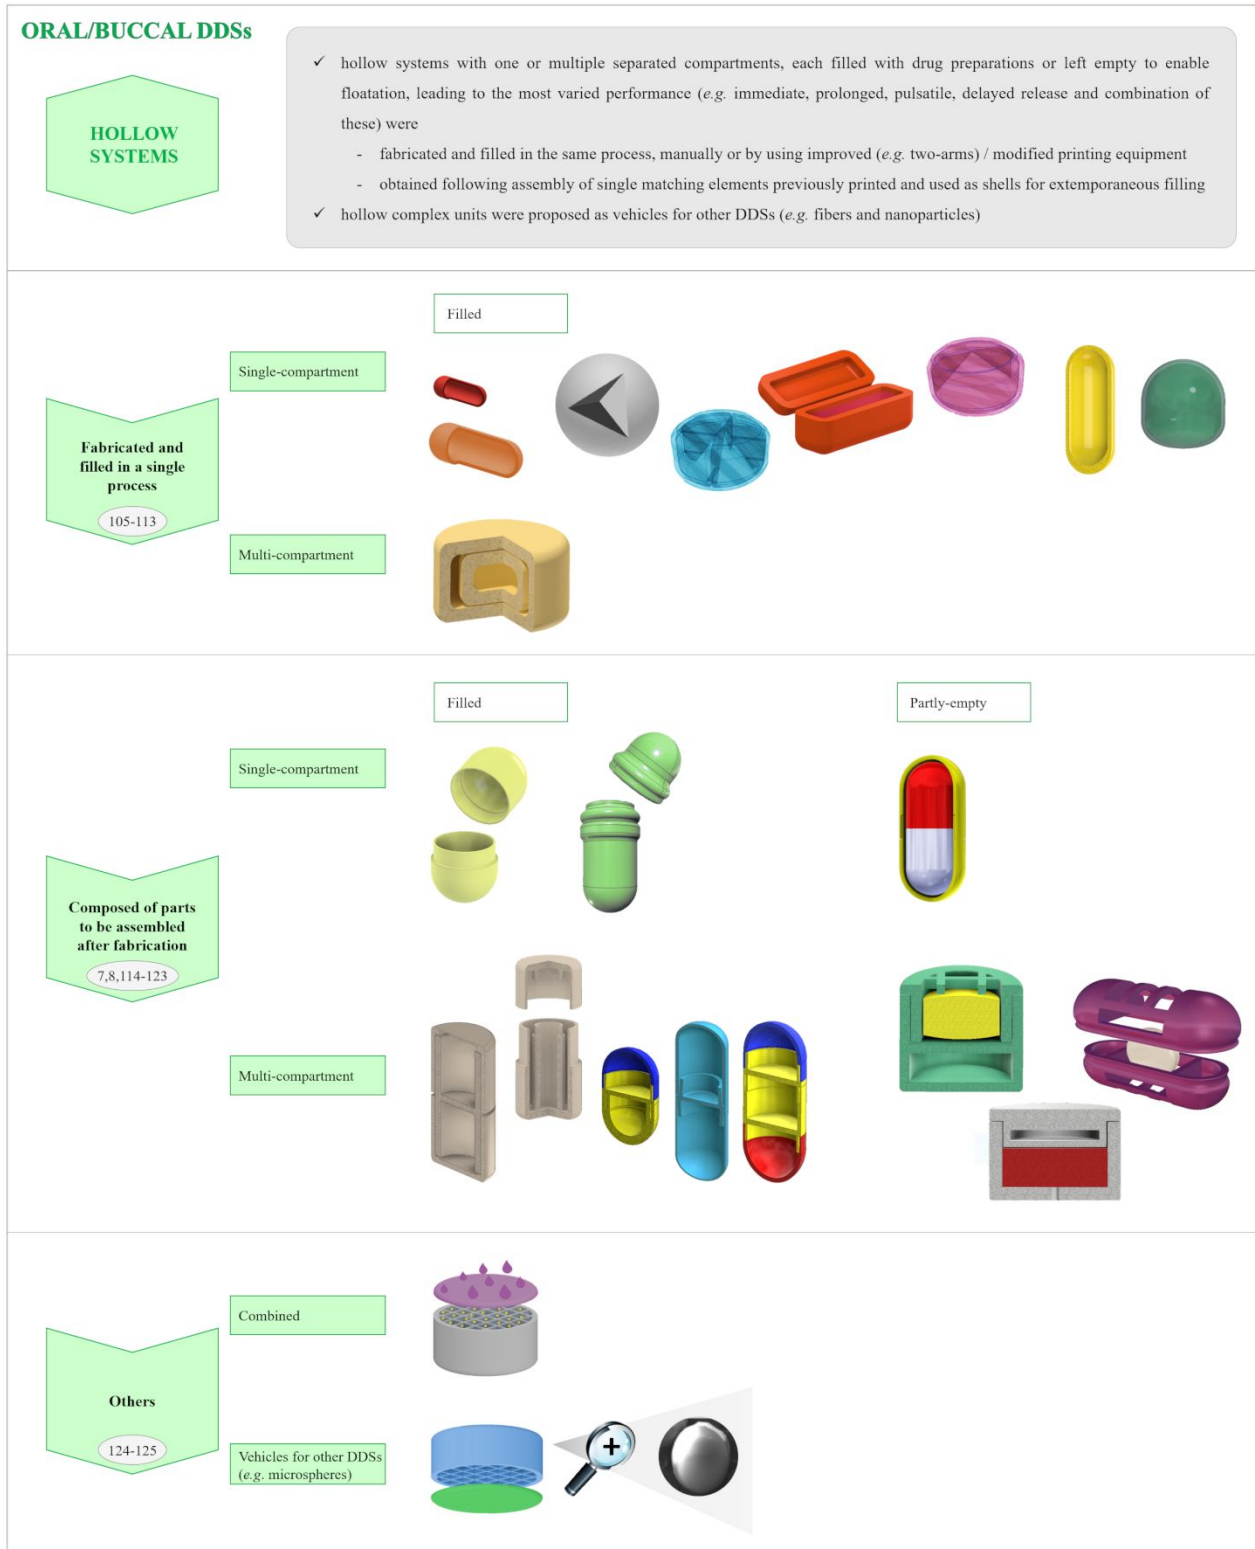 ORAL/BUCCAL DDSs
HOLLOW
SYSTEMS
✓ hollow systems with one or multiple separated compartments, each filled with drug preparations or left empty to enable
floatation, leading to the most varied performance (e.g. immediate, prolonged, pulsatile, delayed release and combination of
these) were
- fabricated and filled in the same process, manually or by using improved (e.g. two-arms) / modified printing equipment
- obtained following assembly of single matching elements previously printed and used as shells for extemporaneous filling
✓ hollow complex units were proposed as vehicles for other DDSs (e.g. fibers and nanoparticles)
Filled
Single-compartment
Fabricated and
filled in a single
process
105-113
Multi-compartment
Filled
Partly-empty
Single-compartment
Composed of parts
to be assembled
after fabrication
7,8,114-123
Multi-compartment
Combined
Others
124-125
Vehicles for other DDSs
(e.g. microspheres)